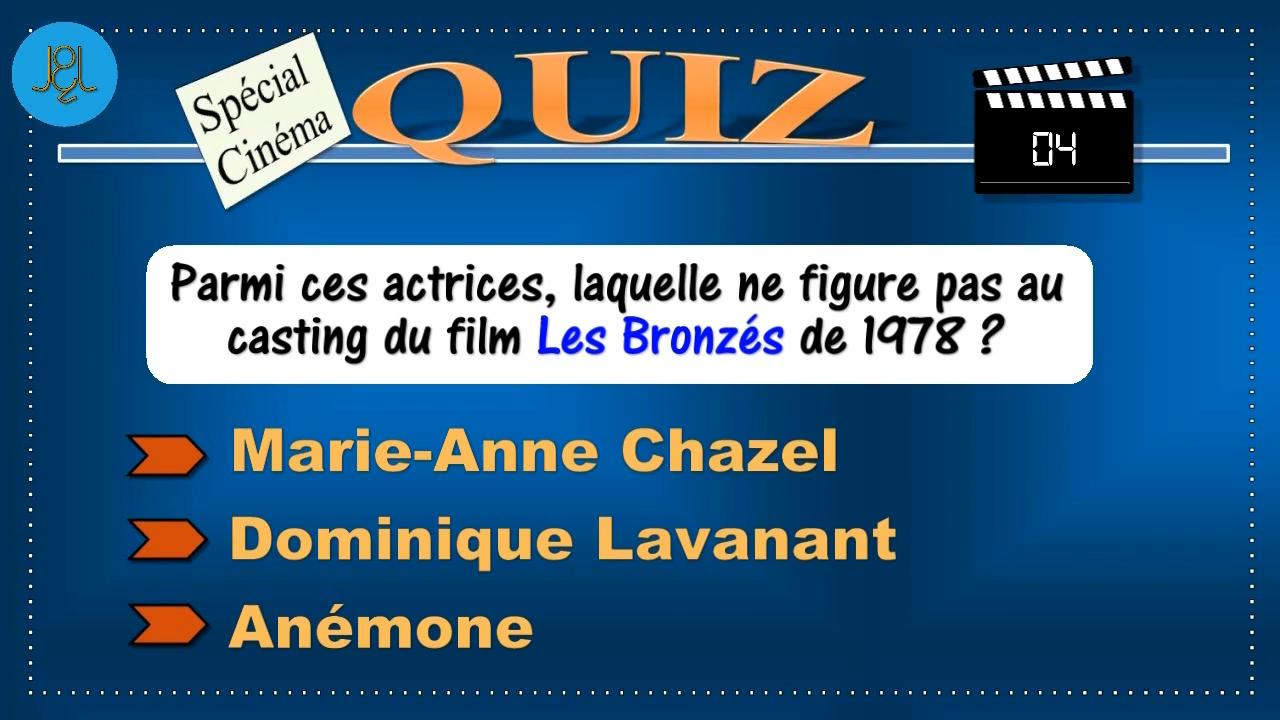 Spécial
Cinéma
QUIZ
04
Parmi ces actrices, laquelle ne figure pas au
casting du film Les Bronzés de 1978 ?
Marie-Anne Chazel
Dominique Lavanant
Anémone